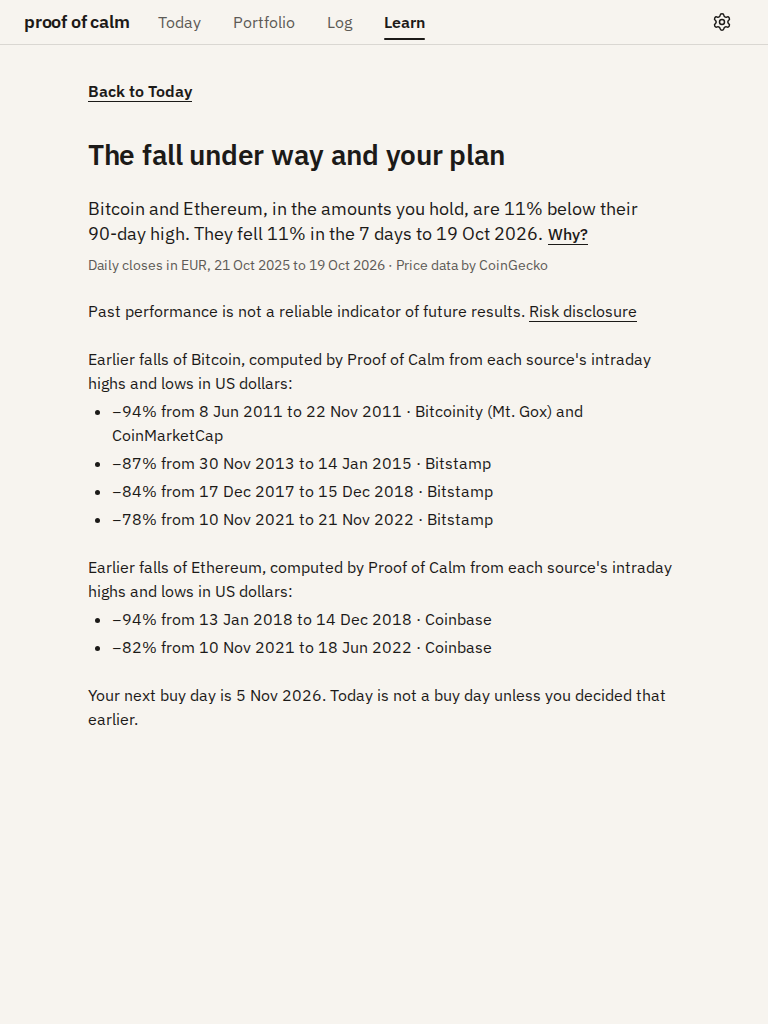 proof of calm Today Portfolio Log Learn
Back to Today
The fall under way and your plan
Bitcoin and Ethereum, in the amounts you hold, are 11% below their
90-day high. They fell 11% in the 7 days to 19 Oct 2026. Why?
Daily closes in EUR, 21 Oct 2025 to 19 Oct 2026 · Price data by CoinGecko
Past performance is not a reliable indicator of future results. Risk disclosure
Earlier falls of Bitcoin, computed by Proof of Calm from each source's intraday
highs and lows in US dollars:
• −94% from 8 Jun 2011 to 22 Nov 2011 · Bitcoinity (Mt. Gox) and
CoinMarketCap
• −87% from 30 Nov 2013 to 14 Jan 2015 · Bitstamp
• −84% from 17 Dec 2017 to 15 Dec 2018 · Bitstamp
• −78% from 10 Nov 2021 to 21 Nov 2022 · Bitstamp
Earlier falls of Ethereum, computed by Proof of Calm from each source's intraday
highs and lows in US dollars:
• −94% from 13 Jan 2018 to 14 Dec 2018 · Coinbase
• −82% from 10 Nov 2021 to 18 Jun 2022 · Coinbase
Your next buy day is 5 Nov 2026. Today is not a buy day unless you decided that
earlier.